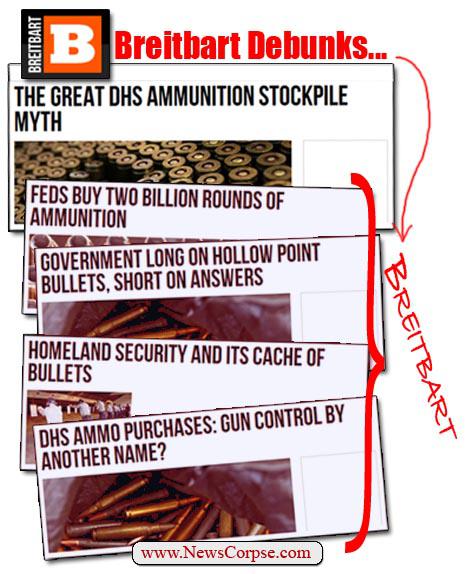 BREITBART
B
Breitbart Debunks...
THE GREAT DHS AMMUNITION STOCKPILE
MYTH
FEDS BUY TWO BILLION ROUNDS OF
AMMUNITION
GOVERNMENT LONG ON HOLLOW POINT
BULLETS, SHORT ON ANSWERS
HOMELAND SECURITY AND ITS CACHE OF
BULLETS
DHS AMMO PURCHASES: GUN CONTROL BY
ANOTHER NAME?
BREITBART
www.NewsCorpse.com